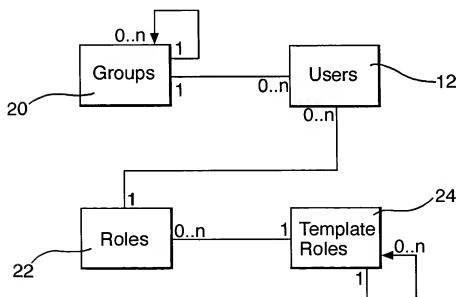 0..n
1
Groups
Users
1
0..n
20
12
0..n
1
24
Roles
0..n
1
Template
Roles
0..n
22
1